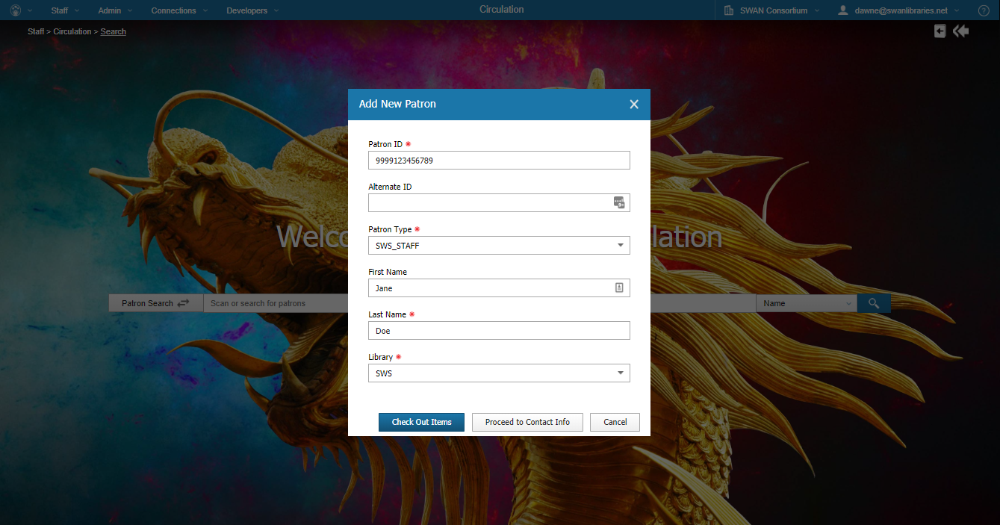 Staff Admin Connections Developers Circulation SWAN Consortium dawne@swanlibraries.net ?
Staff > Circulation > Search
Add New Patron
Patron ID *
9999123456789
Alternate ID
Patron Type *
SWS_STAFF
Welco lation
First Name
Jane
Patron Search Scan or search for patrons Name
Last Name *
Doe
Library *
SWS
Check Out Items Proceed to Contact Info Cancel